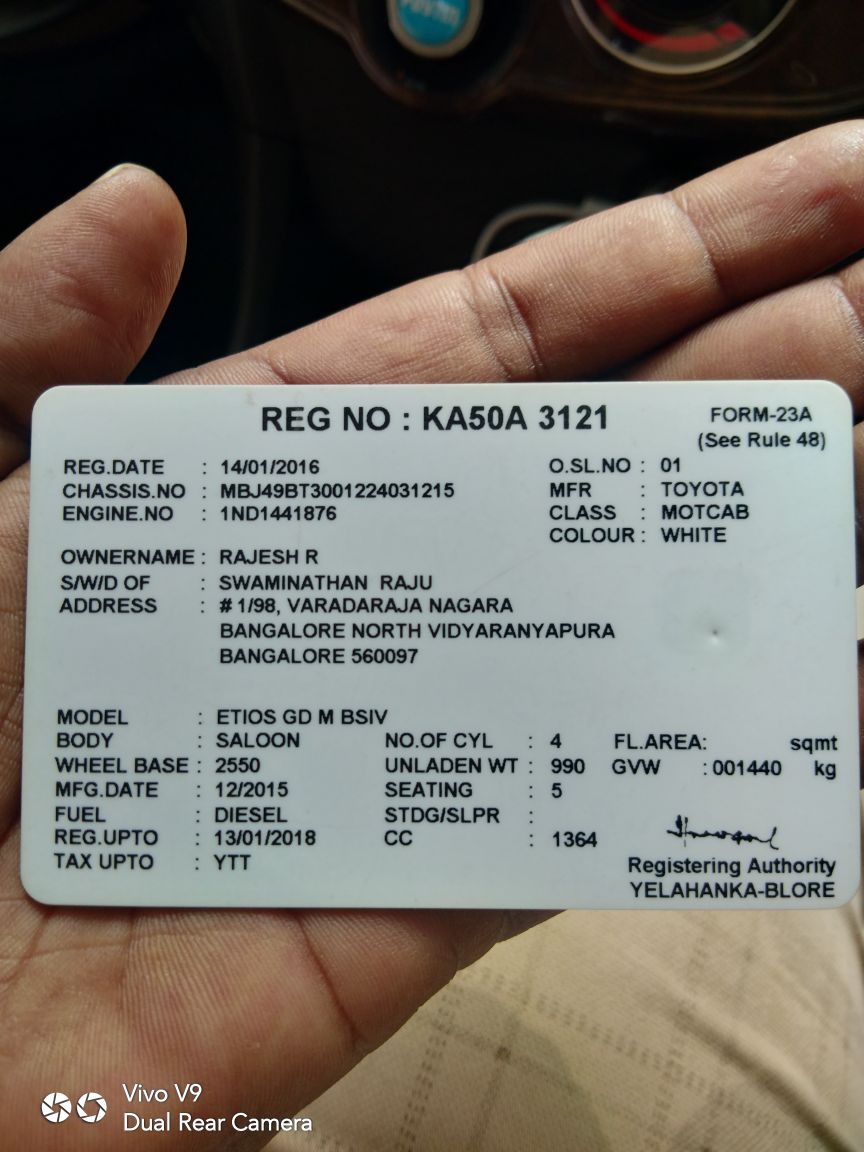 Paytm
REG NO : KA50A 3121
FORM-23A
(See Rule 48)
REG.DATE : 14/01/2016 O.SL.NO : 01
CHASSIS.NO : MBJ49BT3001224031215 MFR : TOYOTA
ENGINE.NO : 1ND1441876 CLASS : MOTCAB
COLOUR : WHITE
OWNERNAME : RAJESH R
S/W/D OF : SWAMINATHAN RAJU
ADDRESS : # 1/98, VARADARAJA NAGARA
BANGALORE NORTH VIDYARANYAPURA
BANGALORE 560097
MODEL : ETIOS GD M BSIV
BODY : SALOON NO.OF CYL : 4 FL.AREA: sqmt
WHEEL BASE : 2550 UNLADEN WT : 990 GVW : 001440 kg
MFG.DATE : 12/2015 SEATING : 5
FUEL : DIESEL STDG/SLPR :
REG.UPTO : 13/01/2018 CC : 1364
TAX UPTO : YTT
Registering Authority
YELAHANKA-BLORE
Vivo V9
Dual Rear Camera